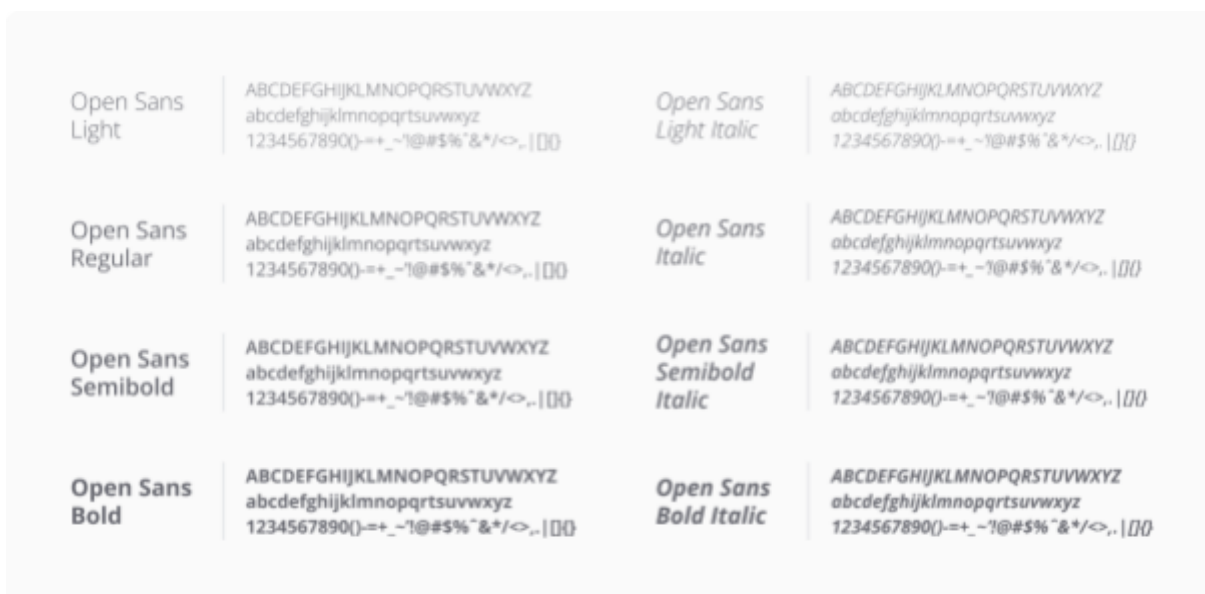 Open Sans
Light
ABCDEFGHIJKLMNOPQRSTUVWXYZ
abcdefghijklmnopqrtsuvwxyz
1234567890()-=+_~'!@#$%ˆ&*/<>,.|[]{}
Open Sans
Light Italic
ABCDEFGHIJKLMNOPQRSTUVWXYZ
abcdefghijklmnopqrtsuvwxyz
1234567890()-=+_~'!@#$%ˆ&*/<>,.|[]{}
Open Sans
Regular
ABCDEFGHIJKLMNOPQRSTUVWXYZ
abcdefghijklmnopqrtsuvwxyz
1234567890()-=+_~'!@#$%ˆ&*/<>,.|[]{}
Open Sans
Italic
ABCDEFGHIJKLMNOPQRSTUVWXYZ
abcdefghijklmnopqrtsuvwxyz
1234567890()-=+_~'!@#$%ˆ&*/<>,.|[]{}
Open Sans
Semibold
ABCDEFGHIJKLMNOPQRSTUVWXYZ
abcdefghijklmnopqrtsuvwxyz
1234567890()-=+_~'!@#$%ˆ&*/<>,.|[]{}
Open Sans
Semibold
Italic
ABCDEFGHIJKLMNOPQRSTUVWXYZ
abcdefghijklmnopqrtsuvwxyz
1234567890()-=+_~'!@#$%ˆ&*/<>,.|[]{}
Open Sans
Bold
ABCDEFGHIJKLMNOPQRSTUVWXYZ
abcdefghijklmnopqrtsuvwxyz
1234567890()-=+_~'!@#$%ˆ&*/<>,.|[]{}
Open Sans
Bold Italic
ABCDEFGHIJKLMNOPQRSTUVWXYZ
abcdefghijklmnopqrtsuvwxyz
1234567890()-=+_~'!@#$%ˆ&*/<>,.|[]{}